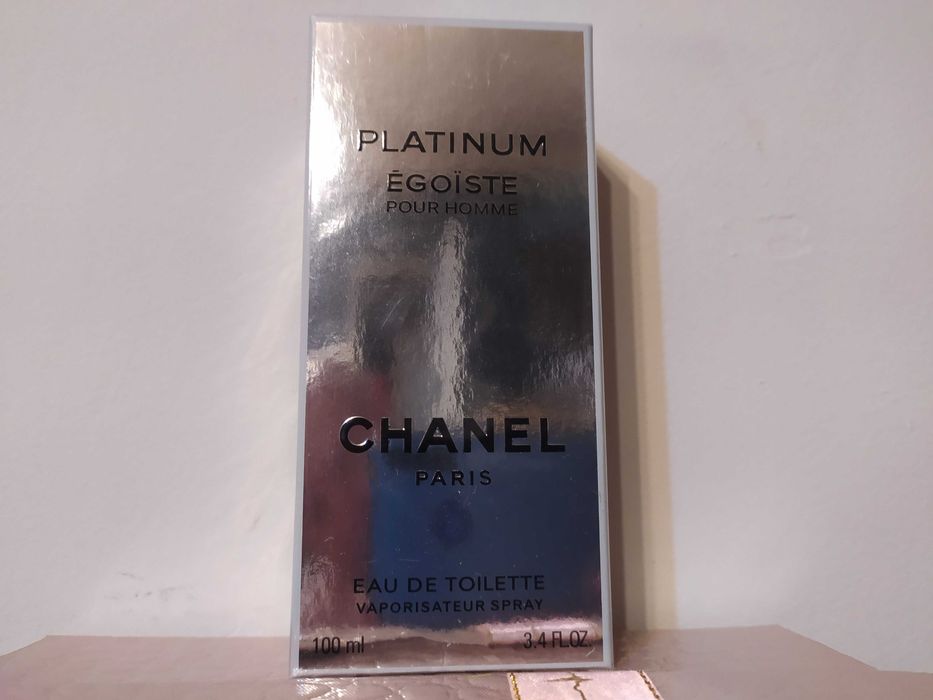 PLATINUM
ÉGOÏSTE
POUR HOMME
CHANEL
PARIS
EAU DE TOILETTE
VAPORISATEUR SPRAY
100 ml 3.4 FL.OZ.